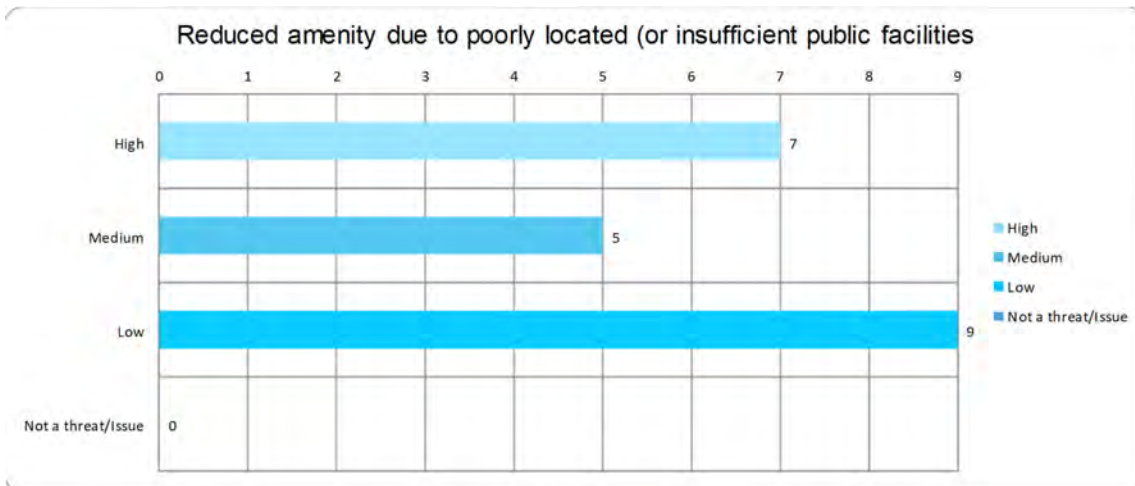 Reduced amenity due to poorly located (or insufficient public facilities
0 1 2 3 4 5 6 7 8 9
High 7
Medium 5
Low 9
Not a threat/Issue 0
High
Medium
Low
Not a threat/Issue